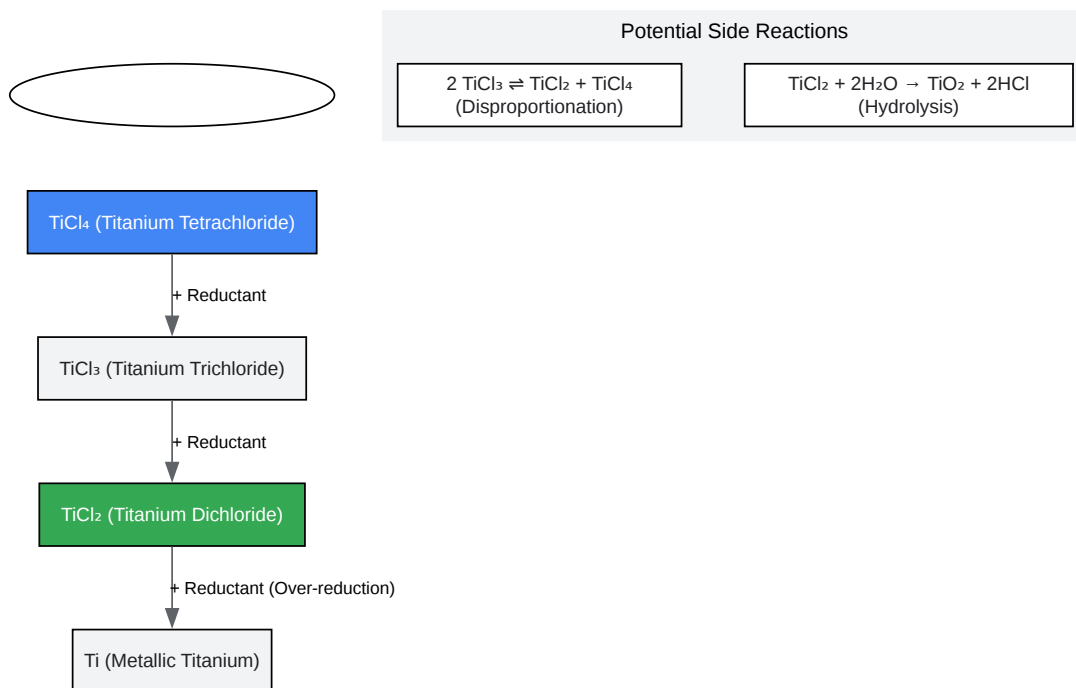 Potential Side Reactions
2 TiCl₃ ⇌ TiCl₂ + TiCl₄
(Disproportionation)
TiCl₂ + 2H₂O → TiO₂ + 2HCl
(Hydrolysis)
TiCl₄ (Titanium Tetrachloride)
+ Reductant
TiCl₃ (Titanium Trichloride)
+ Reductant
TiCl₂ (Titanium Dichloride)
+ Reductant (Over-reduction)
Ti (Metallic Titanium)